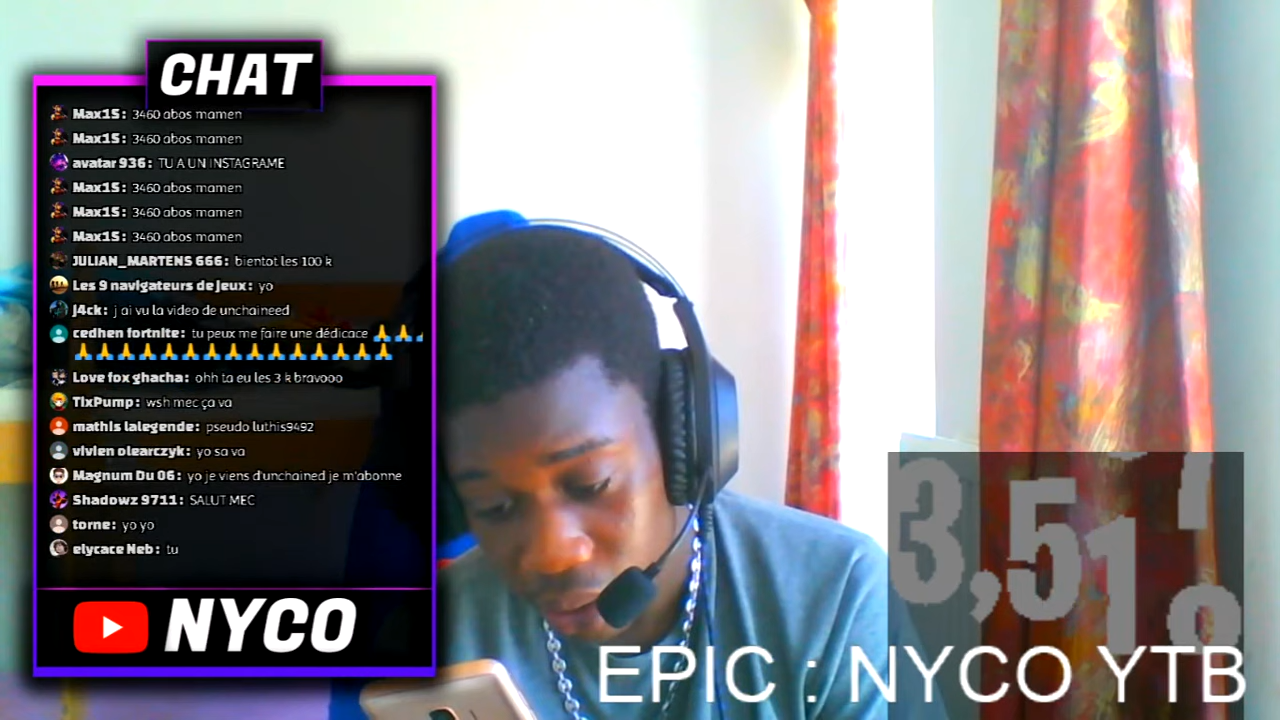 CHAT
Max15: 3460 abos mamen
Max15: 3460 abos mamen
avatar 936: TU A UN INSTAGRAME
Max15: 3460 abos mamen
Max15: 3460 abos mamen
Max15: 3460 abos mamen
JULIAN_MARTENS 666: bientot les 100 k
Les 9 navigateurs de jeux: yo
J4ck: j ai vu la video de unchaineed
cedhen fortnite: tu peux me faire une dédicace 🙏🙏🙏
🙏🙏🙏🙏🙏🙏🙏🙏🙏🙏🙏🙏🙏🙏🙏
Love fox ghacha: ohh ta eu les 3 k bravooo
TixPump: wsh mec ça va
mathis lalegende: pseudo luthis9492
vivien olearczyk: yo sa va
Magnum Du 06: yo je viens d'unchained je m'abonne
Shadowz 9711: SALUT MEC
torne: yo yo
elycace Neb: tu
NYCO
3,51
EPIC : NYCO YTB